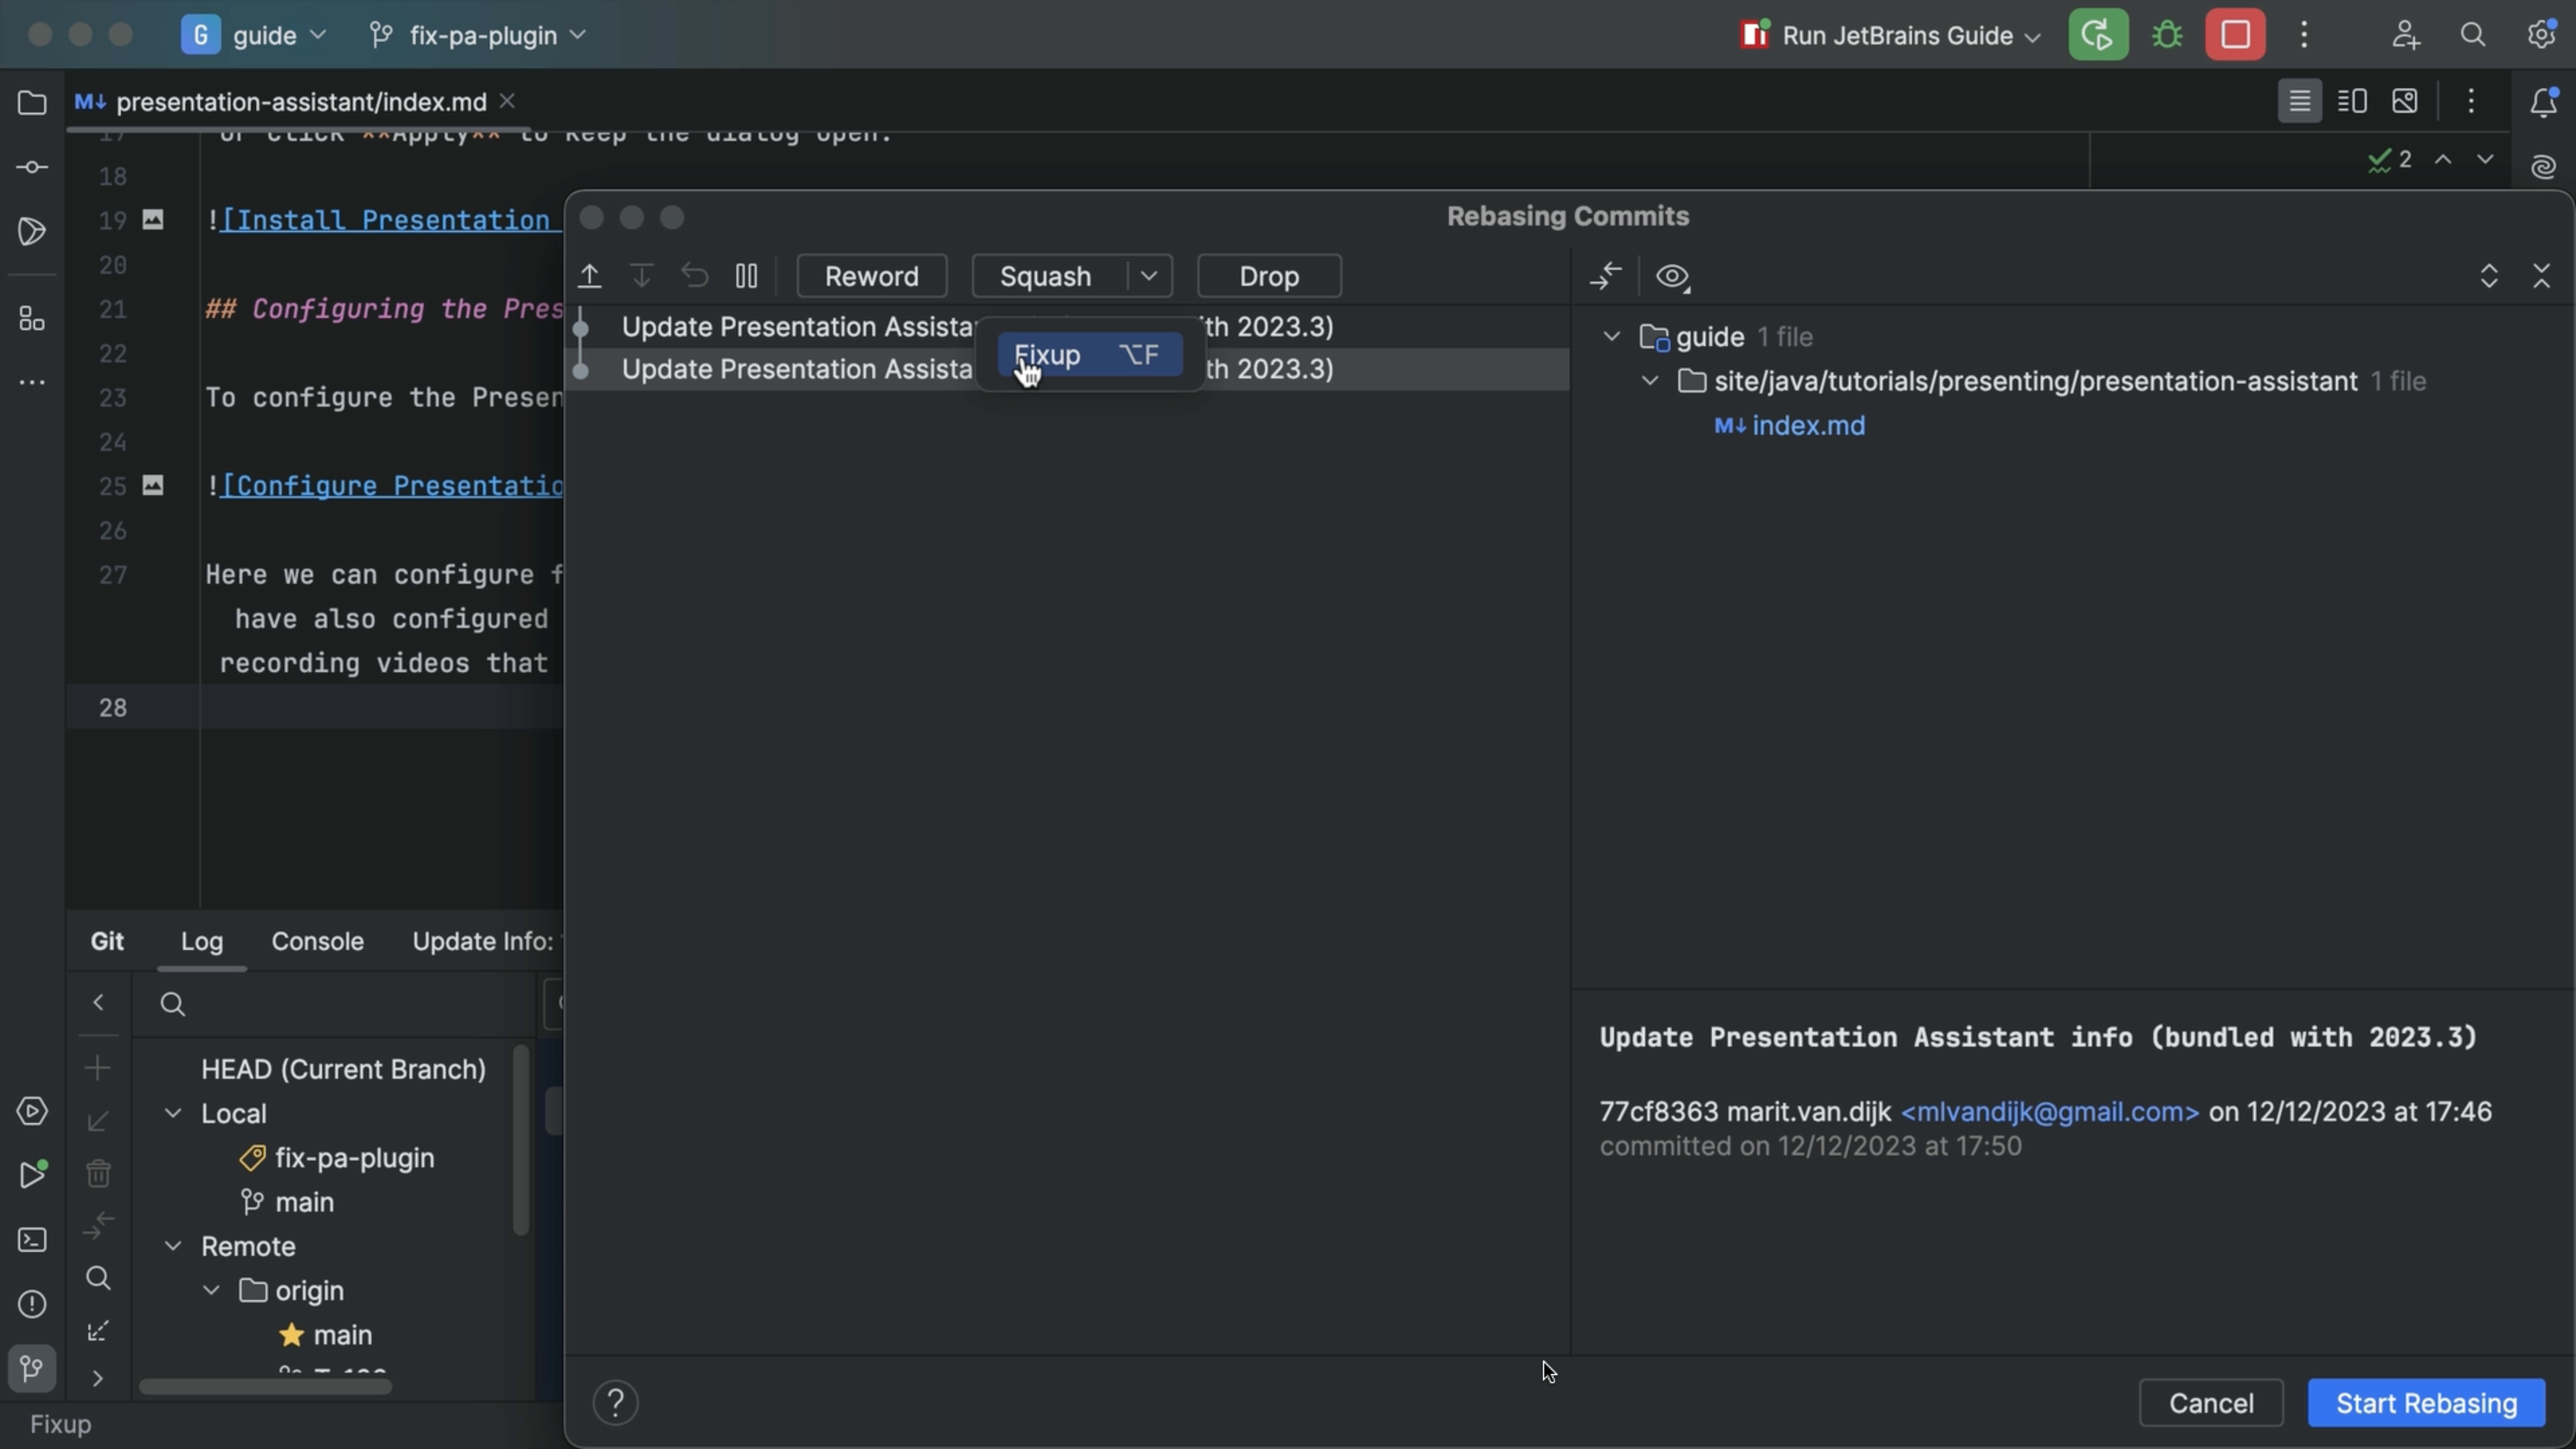 G guide fix-pa-plugin Run JetBrains Guide
M↓ presentation-assistant/index.md
17 or click **Apply** to keep the dialog open.
2
18
19 ![Install Presentation
20
21 ## Configuring the Pres
22
23 To configure the Presen
24
25 ![Configure Presentatio
26
27 Here we can configure f
have also configured
recording videos that
28
Rebasing Commits
Reword Squash Drop
Update Presentation Assista th 2023.3)
Update Presentation Assista th 2023.3)
Fixup ⌥F
guide 1 file
site/java/tutorials/presenting/presentation-assistant 1 file
M↓ index.md
Update Presentation Assistant info (bundled with 2023.3)
77cf8363 marit.van.dijk <mlvandijk@gmail.com> on 12/12/2023 at 17:46
committed on 12/12/2023 at 17:50
Git Log Console Update Info:
HEAD (Current Branch)
Local
fix-pa-plugin
main
Remote
origin
main
? Cancel Start Rebasing
Fixup